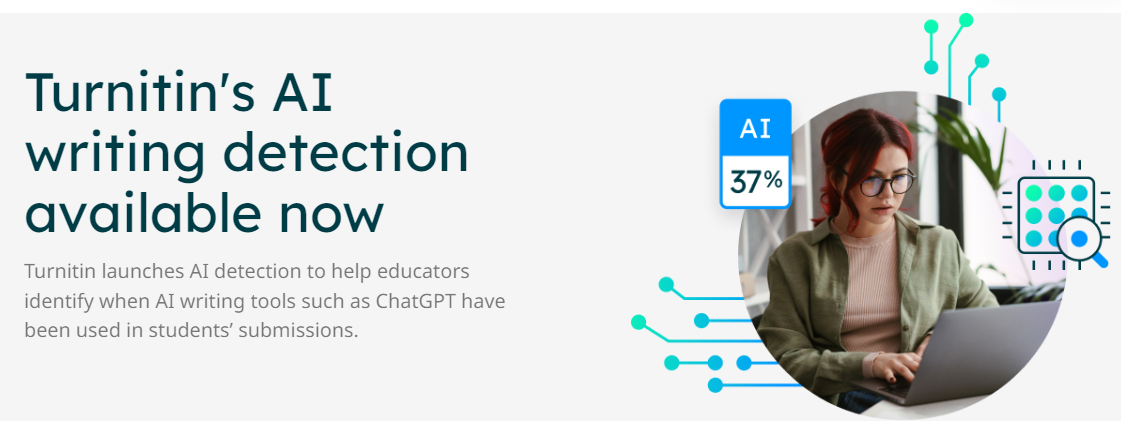 Turnitin's AI
writing detection
available now
Turnitin launches AI detection to help educators
identify when AI writing tools such as ChatGPT have
been used in students’ submissions.
AI
37%